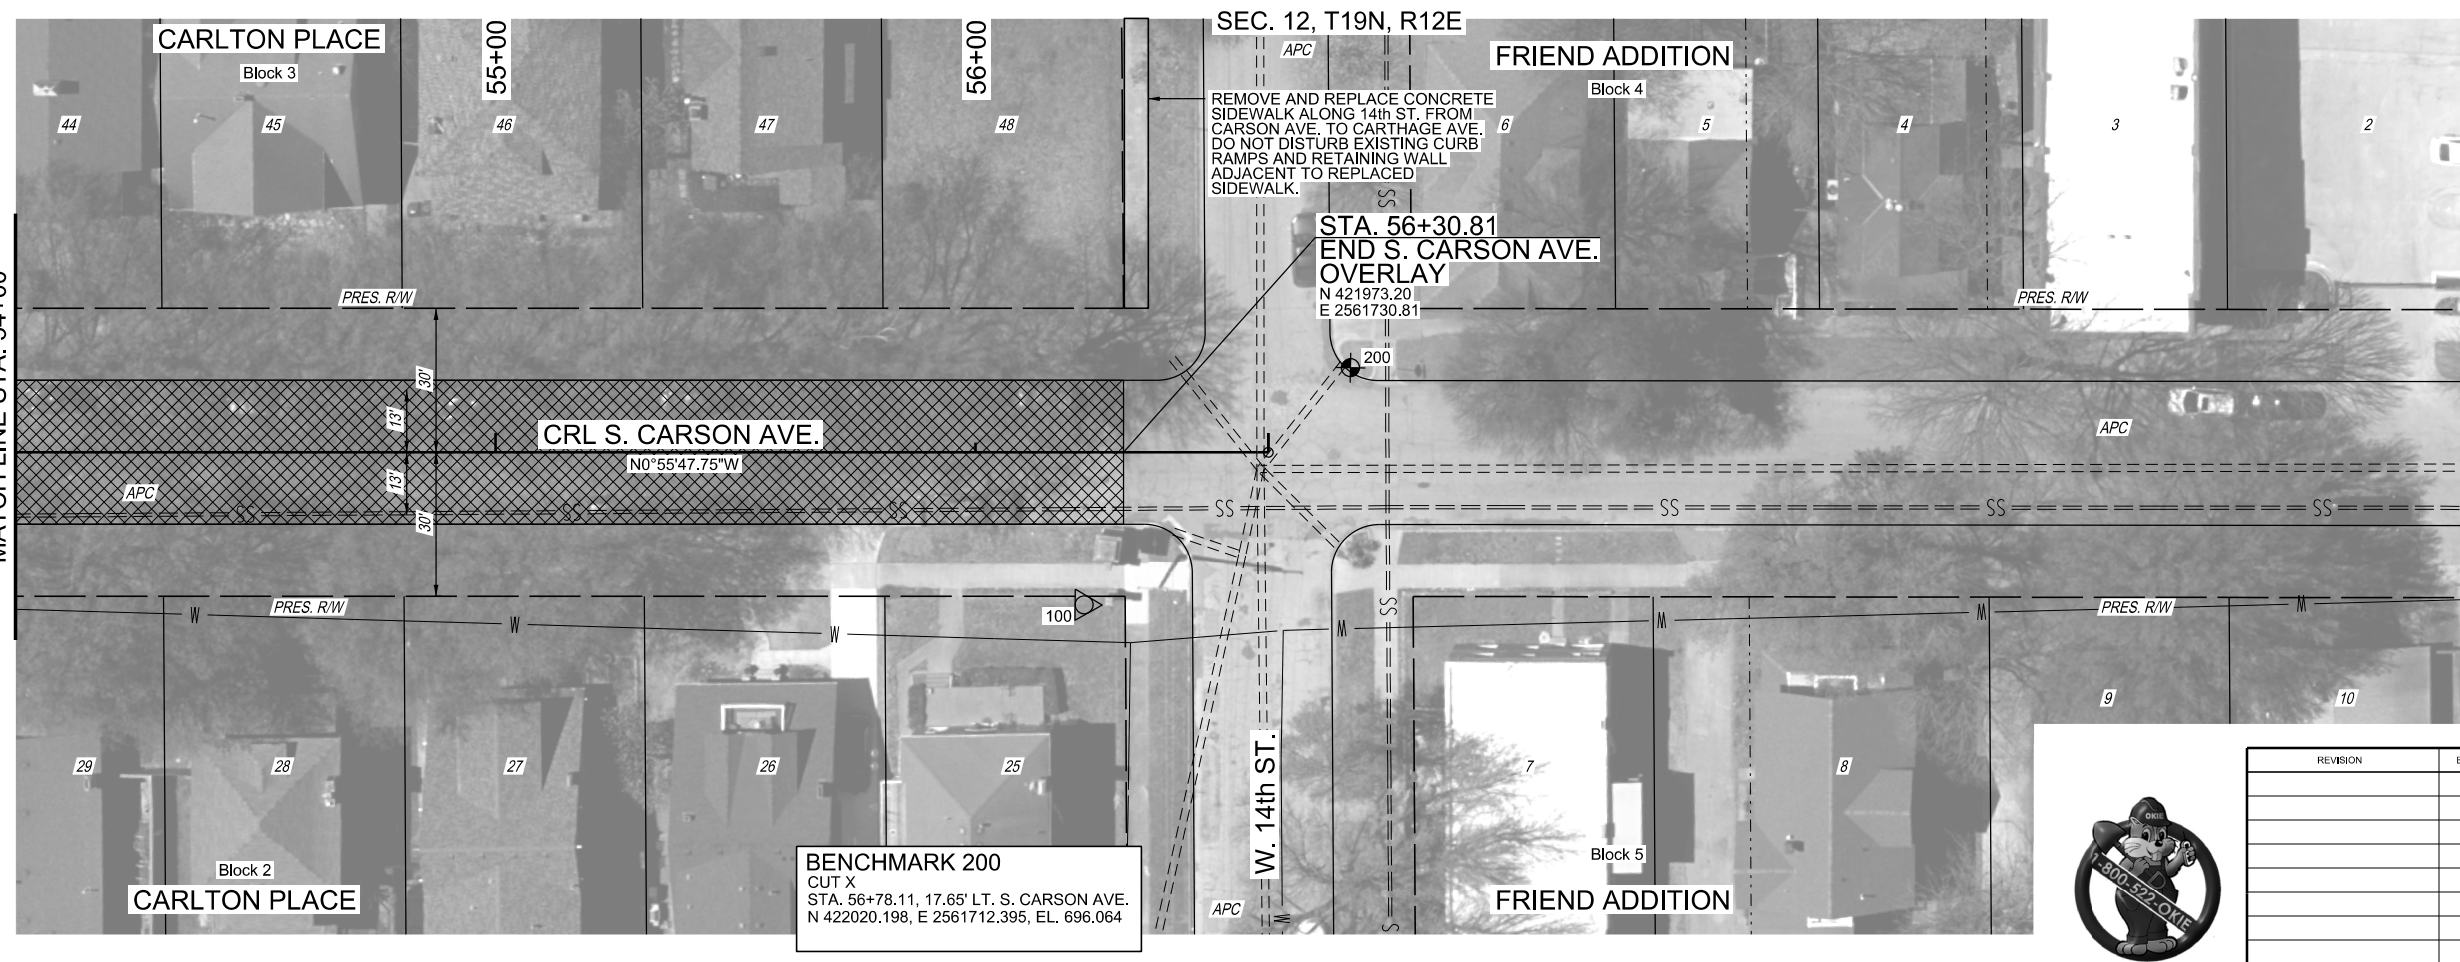 SEC. 12, T19N, R12E
CARLTON PLACE
Block 3
55+00
56+00
APC
FRIEND ADDITION
Block 4
44
45
46
47
48
REMOVE AND REPLACE CONCRETE
SIDEWALK ALONG 14th ST. FROM
CARSON AVE. TO CARTHAGE AVE.
DO NOT DISTURB EXISTING CURB
RAMPS AND RETAINING WALL
ADJACENT TO REPLACED
SIDEWALK.
6
5
4
3
2
SS
STA. 56+30.81
END S. CARSON AVE.
OVERLAY
N 421973.20
E 2561730.81
PRES. R/W
PRES. R/W
200
30'
13'
CRL S. CARSON AVE.
N0°55'47.75"W
APC
13'
30'
APC
SS
SS
SS
SS
SS
SS
SS
SS
PRES. R/W
100
PRES. R/W
W
W
W
W
W
W
W
29
28
27
26
25
7
8
9
10
W. 14th ST.
Block 2
CARLTON PLACE
BENCHMARK 200
CUT X
STA. 56+78.11, 17.65' LT. S. CARSON AVE.
N 422020.198, E 2561712.395, EL. 696.064
APC
W
SS
Block 5
FRIEND ADDITION
OKIE
1-800-522-OKIE
REVISION